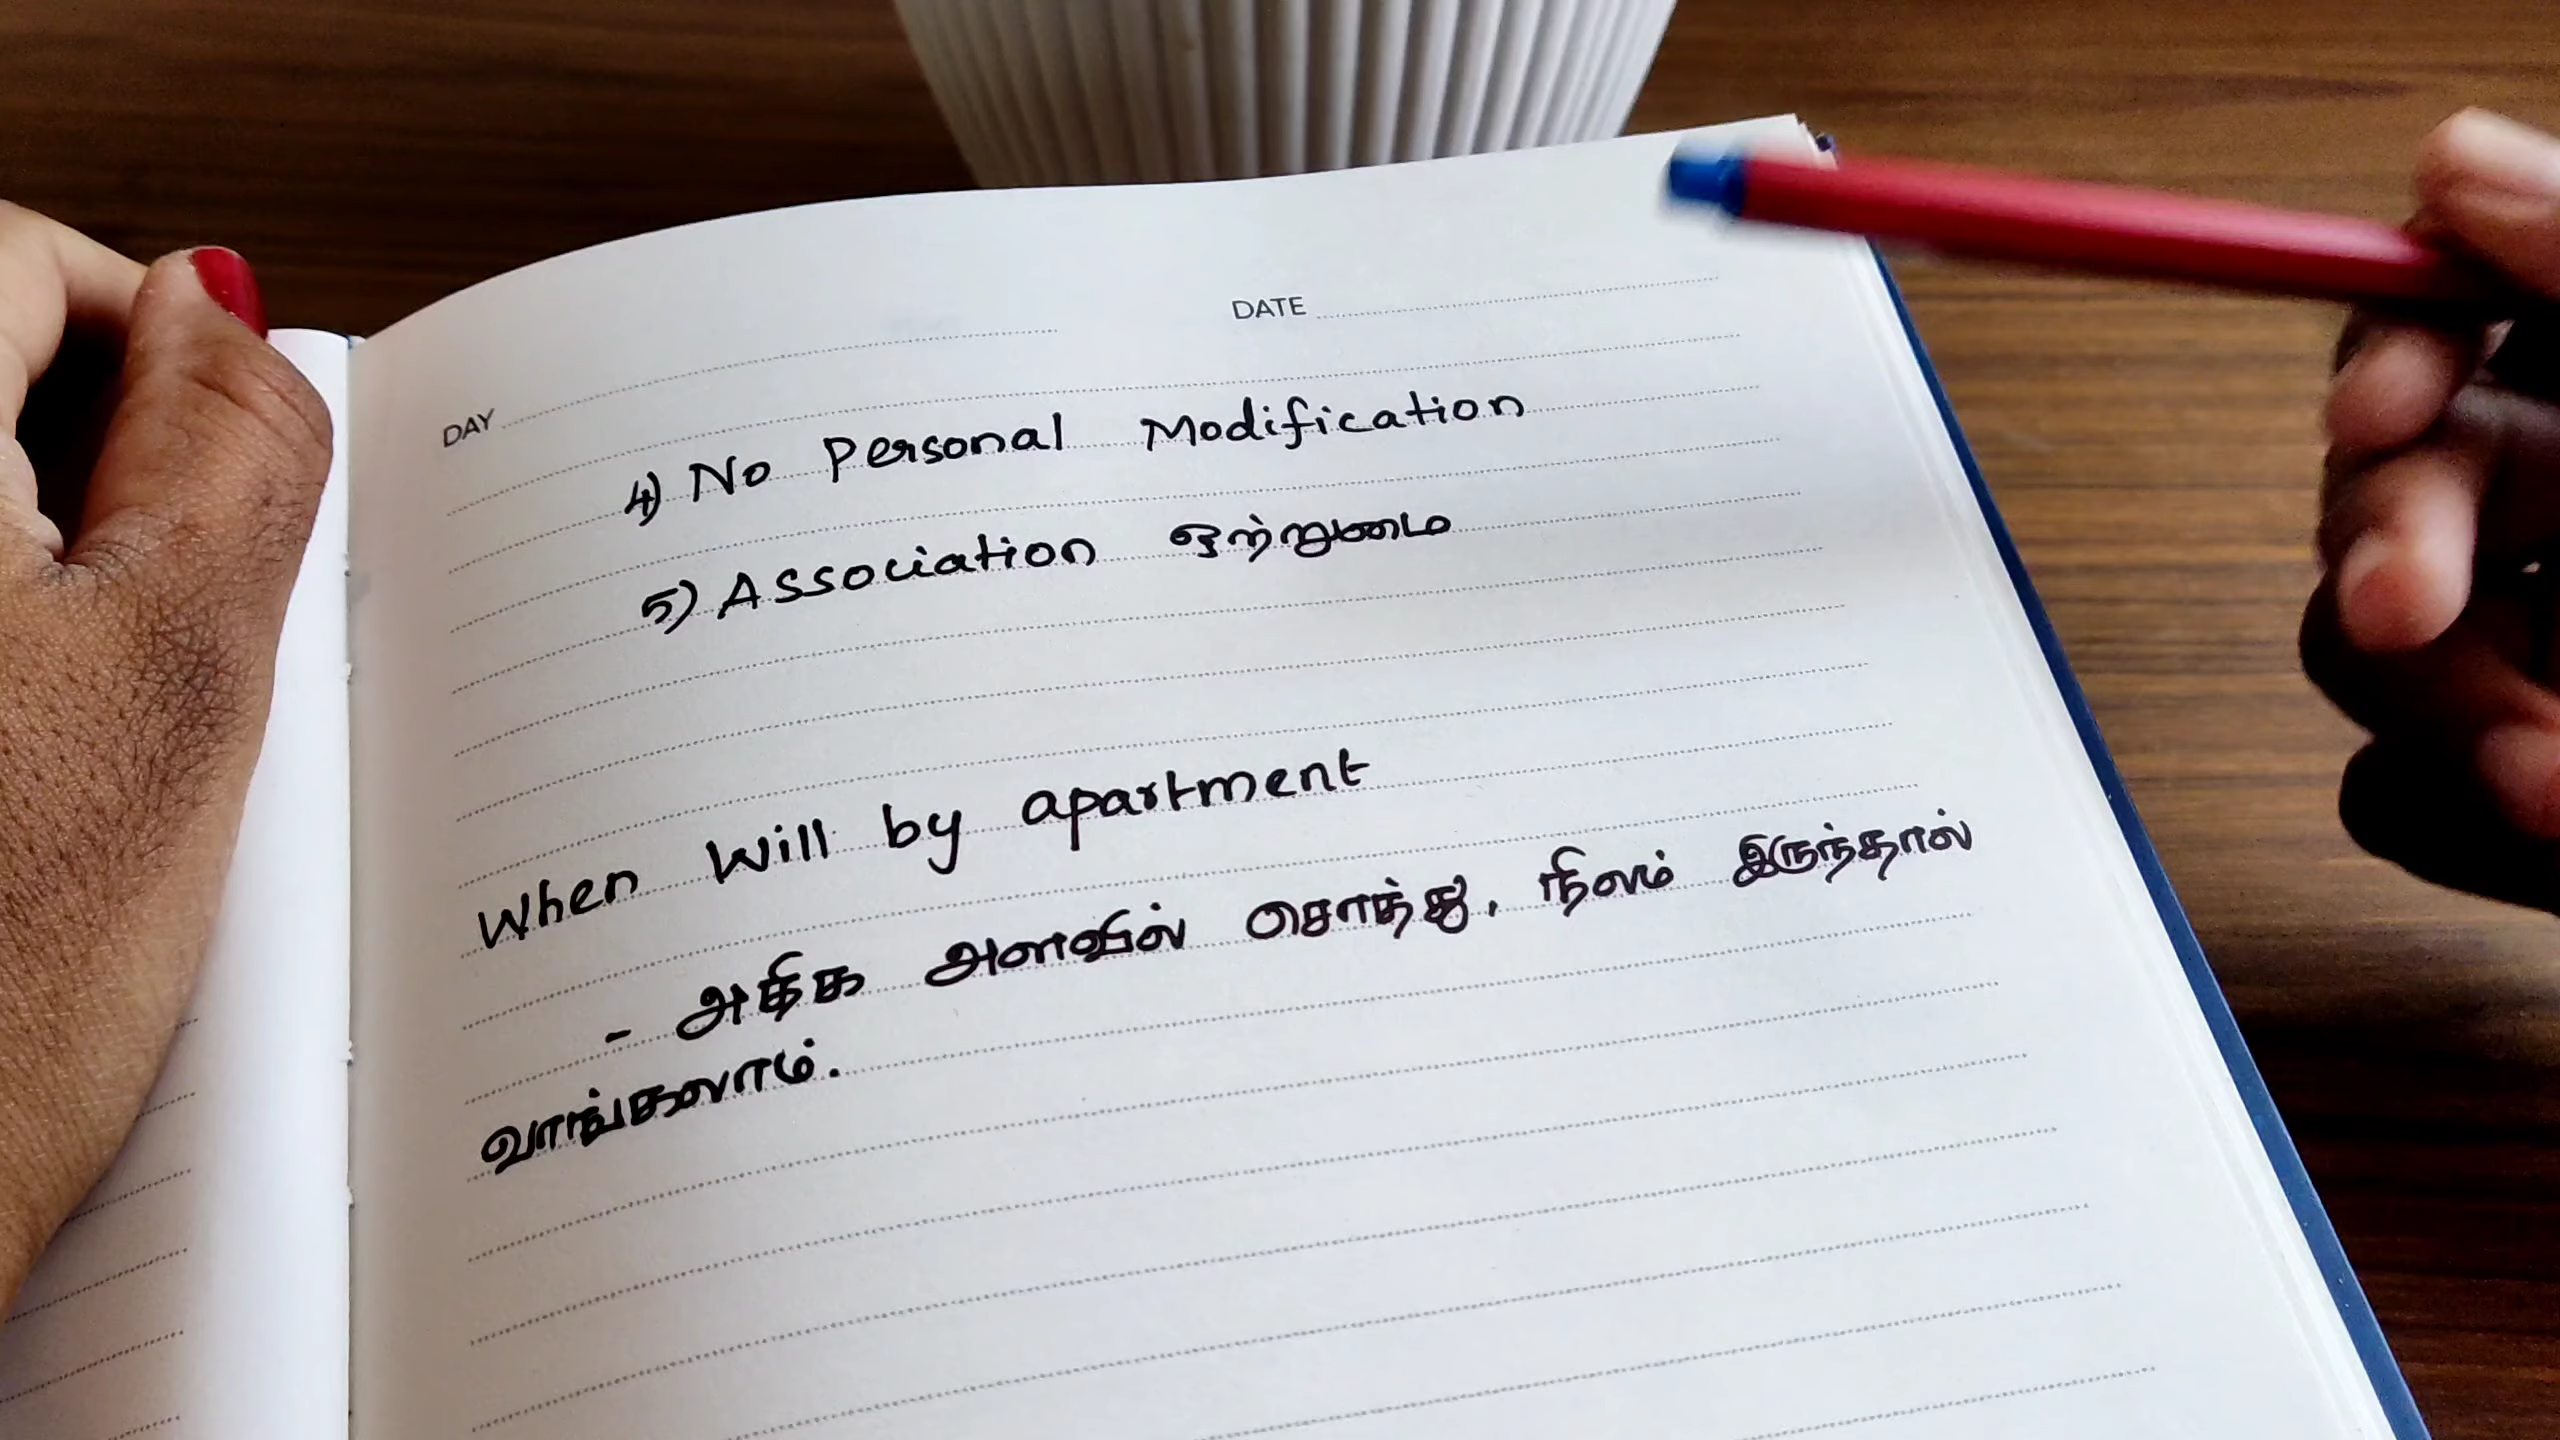 DAY DATE
4) No Personal Modification
5) Association ஒற்றுமை
When Will by apartment
- அதிக அளவில் சொத்து, நிலம் இருந்தால்
வாங்கலாம்.